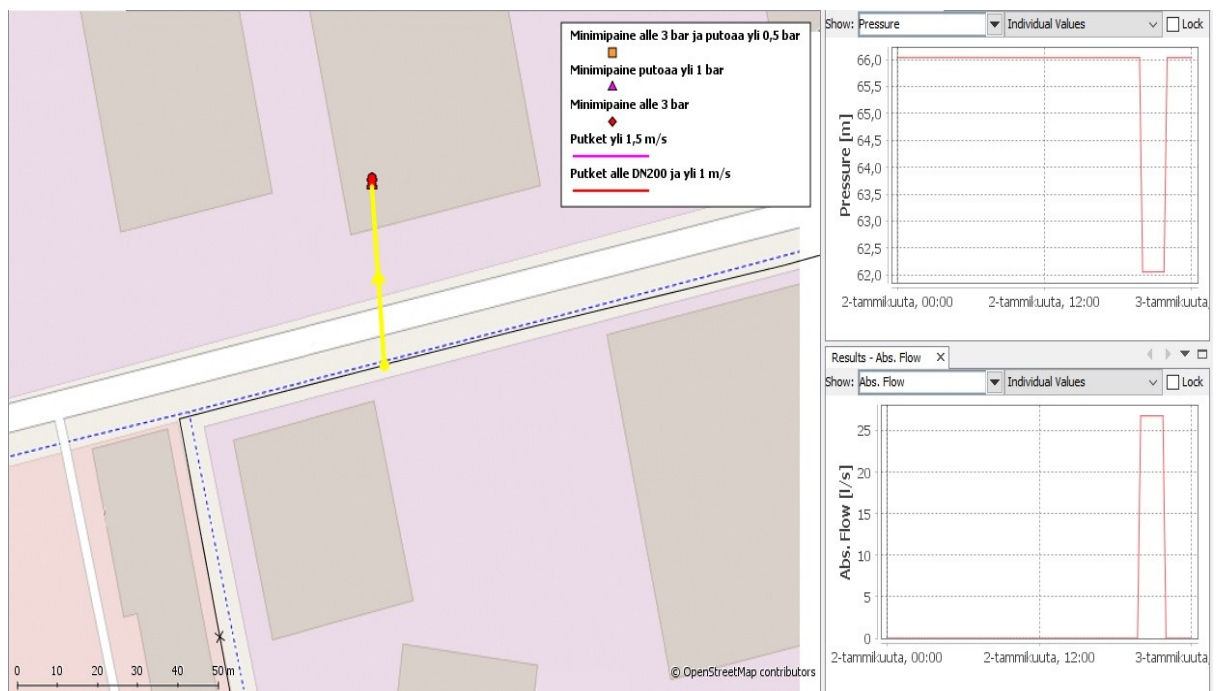 Minimipaine alle 3 bar ja putoaa yli 0,5 bar
Minimipaine putoaa yli 1 bar
Minimipaine alle 3 bar
Putket yli 1,5 m/s
Putket alle DN200 ja yli 1 m/s
0 10 20 30 40 50 m
© OpenStreetMap contributors
Show: Pressure Individual Values Lock
66,0
65,5
65,0
64,5
64,0
63,5
63,0
62,5
62,0
Pressure [m]
2-tammikuuta, 00:00 2-tammikuuta, 12:00 3-tammikuuta,
Results - Abs. Flow X
Show: Abs. Flow Individual Values Lock
25
20
15
10
5
0
Abs. Flow [l/s]
2-tammikuuta, 00:00 2-tammikuuta, 12:00 3-tammikuuta,